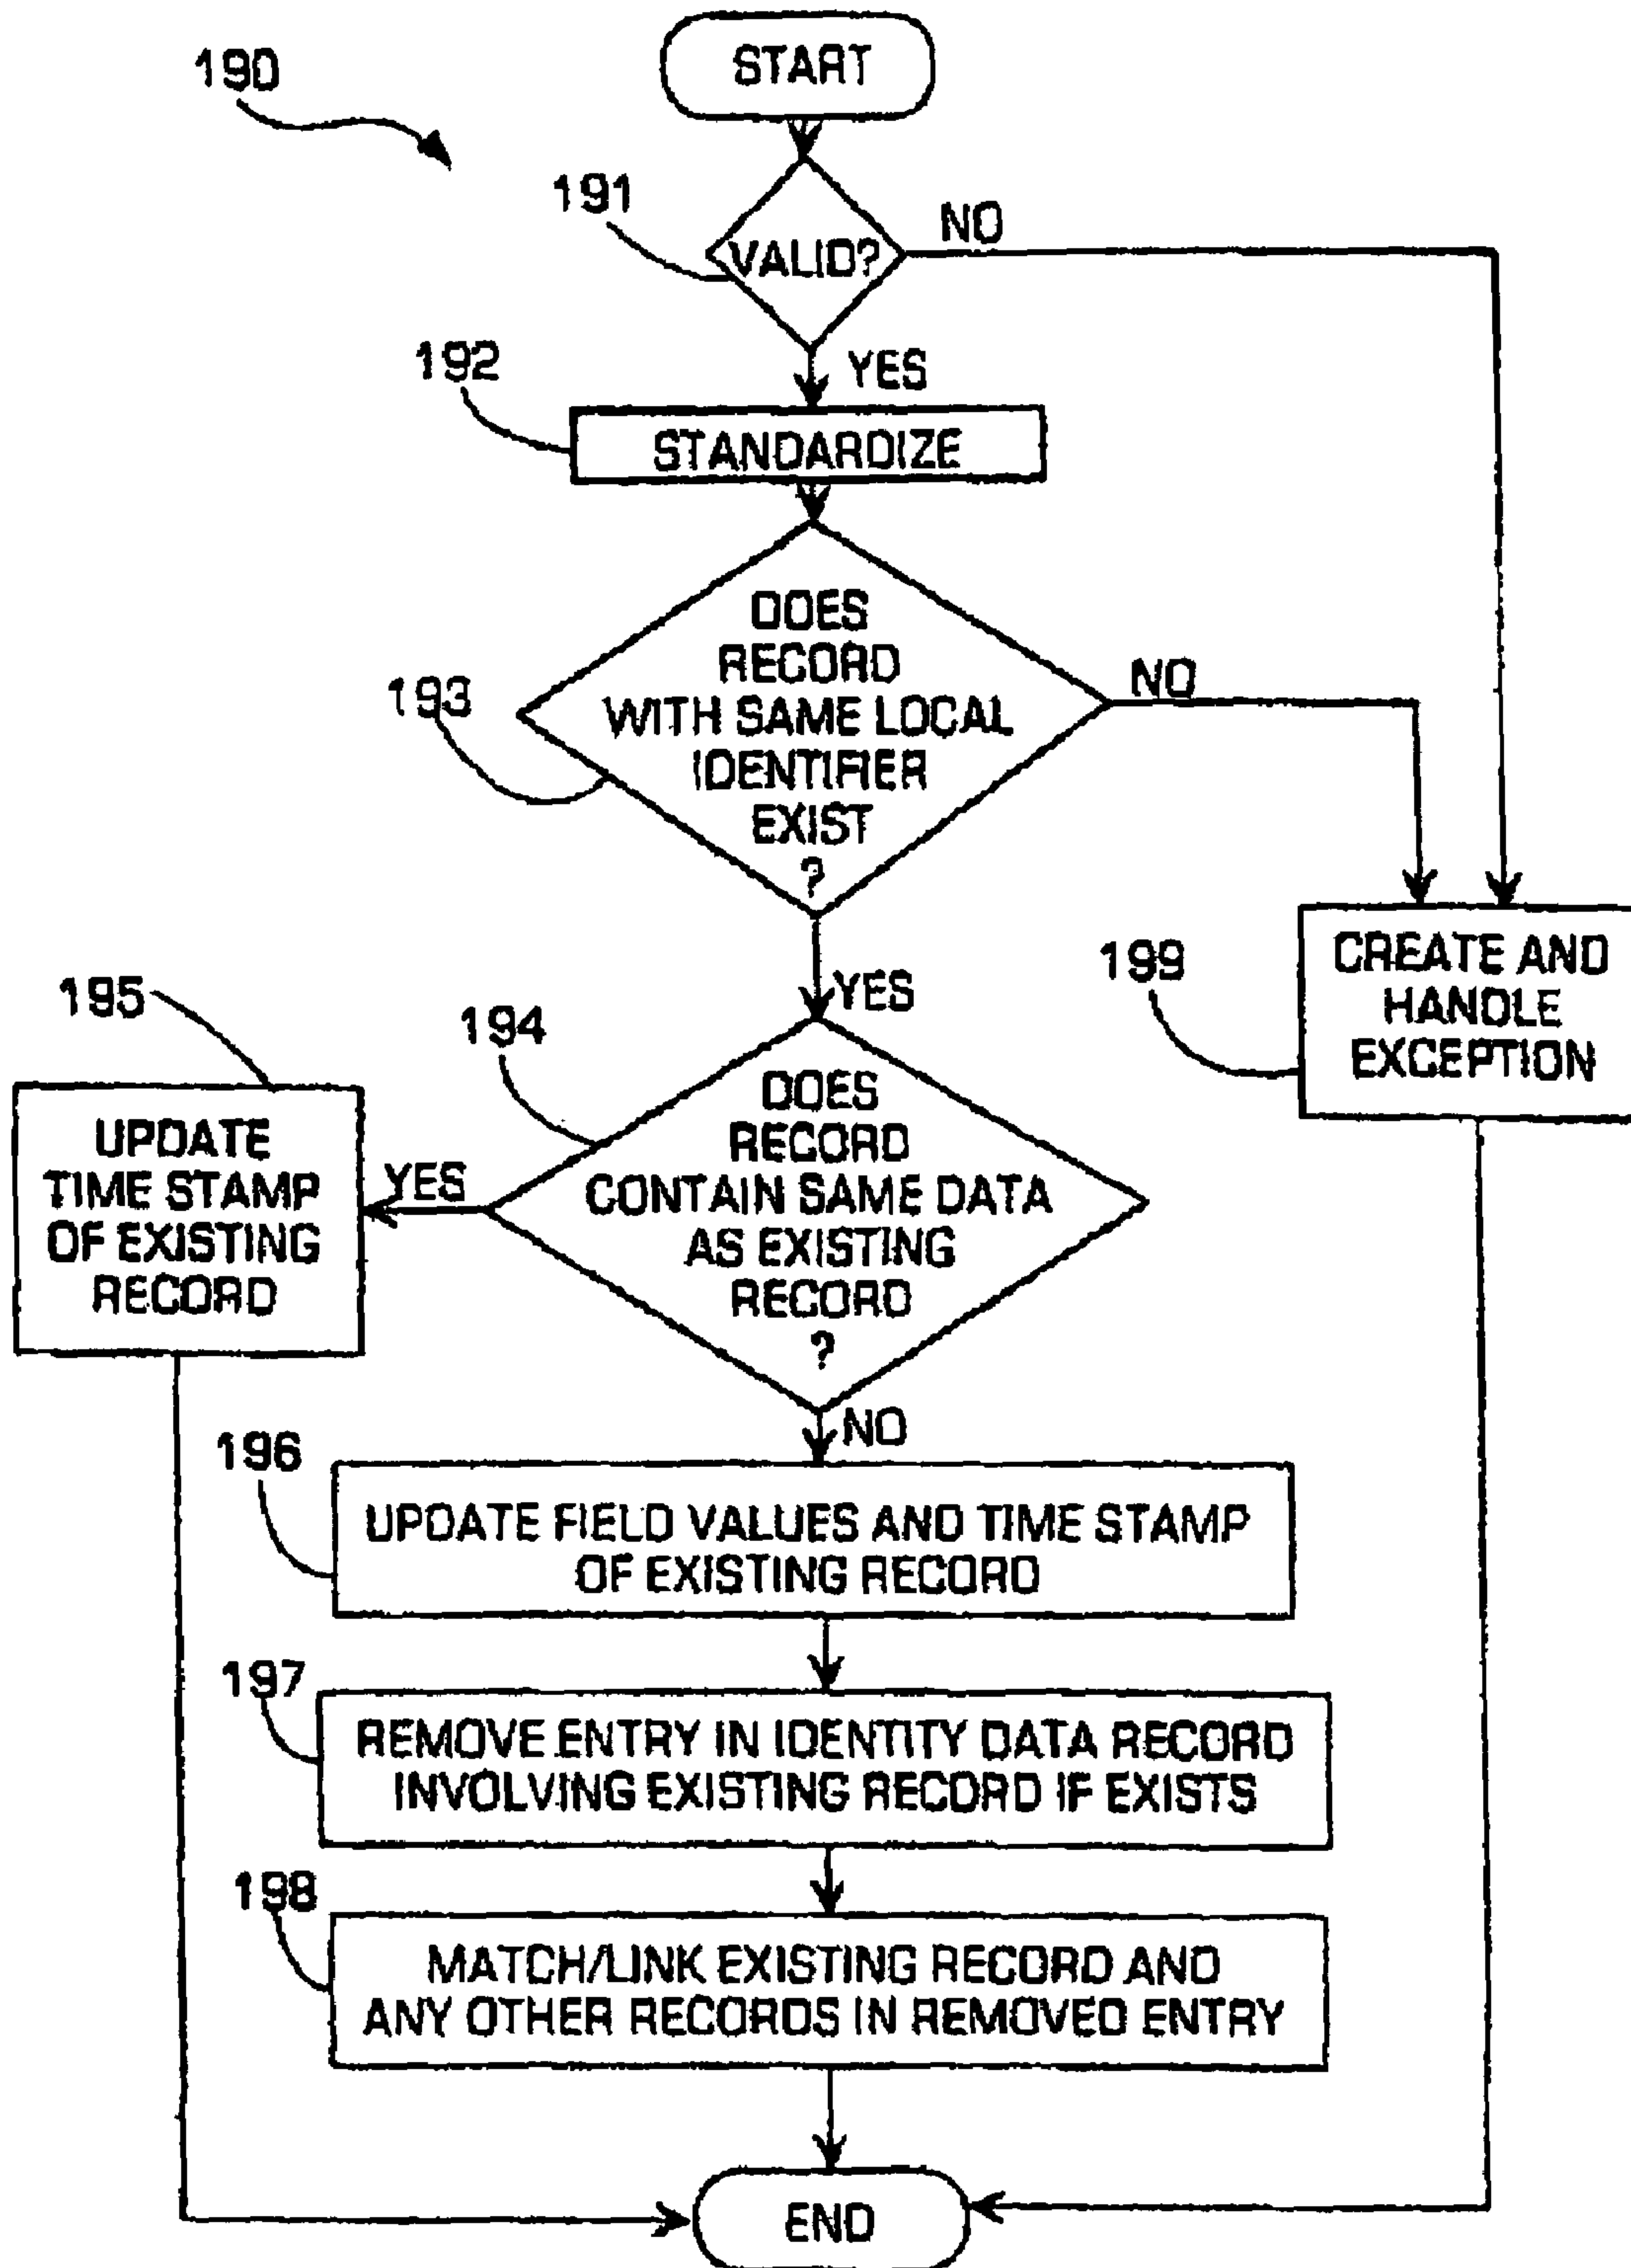 START
190
191
VALID?
NO
192
YES
STANDARDIZE
193
DOES
RECORD
WITH SAME LOCAL
IDENTIFIER
EXIST
?
NO
YES
199
CREATE AND
HANDLE
EXCEPTION
195
194
UPDATE
TIME STAMP
OF EXISTING
RECORD
YES
DOES
RECORD
CONTAIN SAME DATA
AS EXISTING
RECORD
?
NO
196
UPDATE FIELD VALUES AND TIME STAMP
OF EXISTING RECORD
197
REMOVE ENTRY IN IDENTITY DATA RECORD
INVOLVING EXISTING RECORD IF EXISTS
198
MATCH/LINK EXISTING RECORD AND
ANY OTHER RECORDS IN REMOVED ENTRY
END